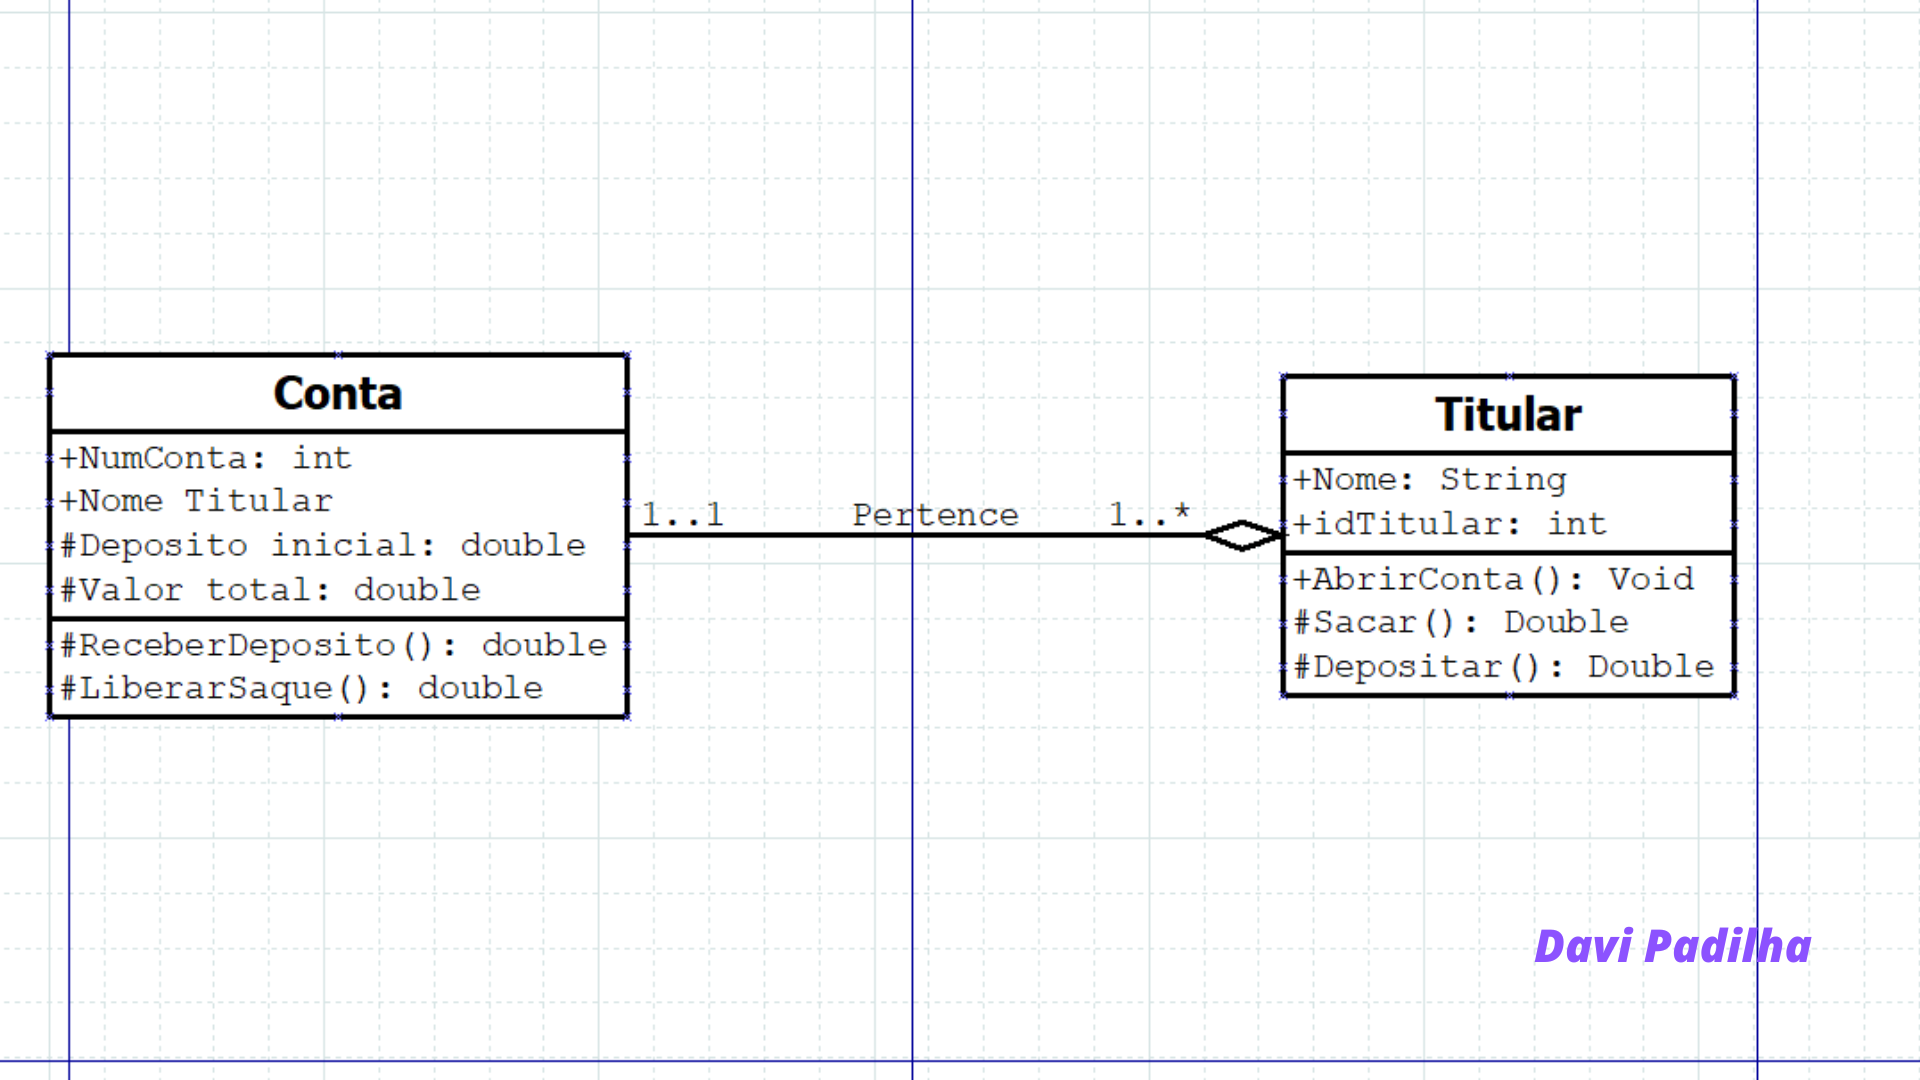 Conta
+NumConta: int
+Nome Titular
#Deposito inicial: double
#Valor total: double
#ReceberDeposito(): double
#LiberarSaque(): double
1..1 Pertence 1..*
Titular
+Nome: String
+idTitular: int
+AbrirConta(): Void
#Sacar(): Double
#Depositar(): Double
Davi Padilha